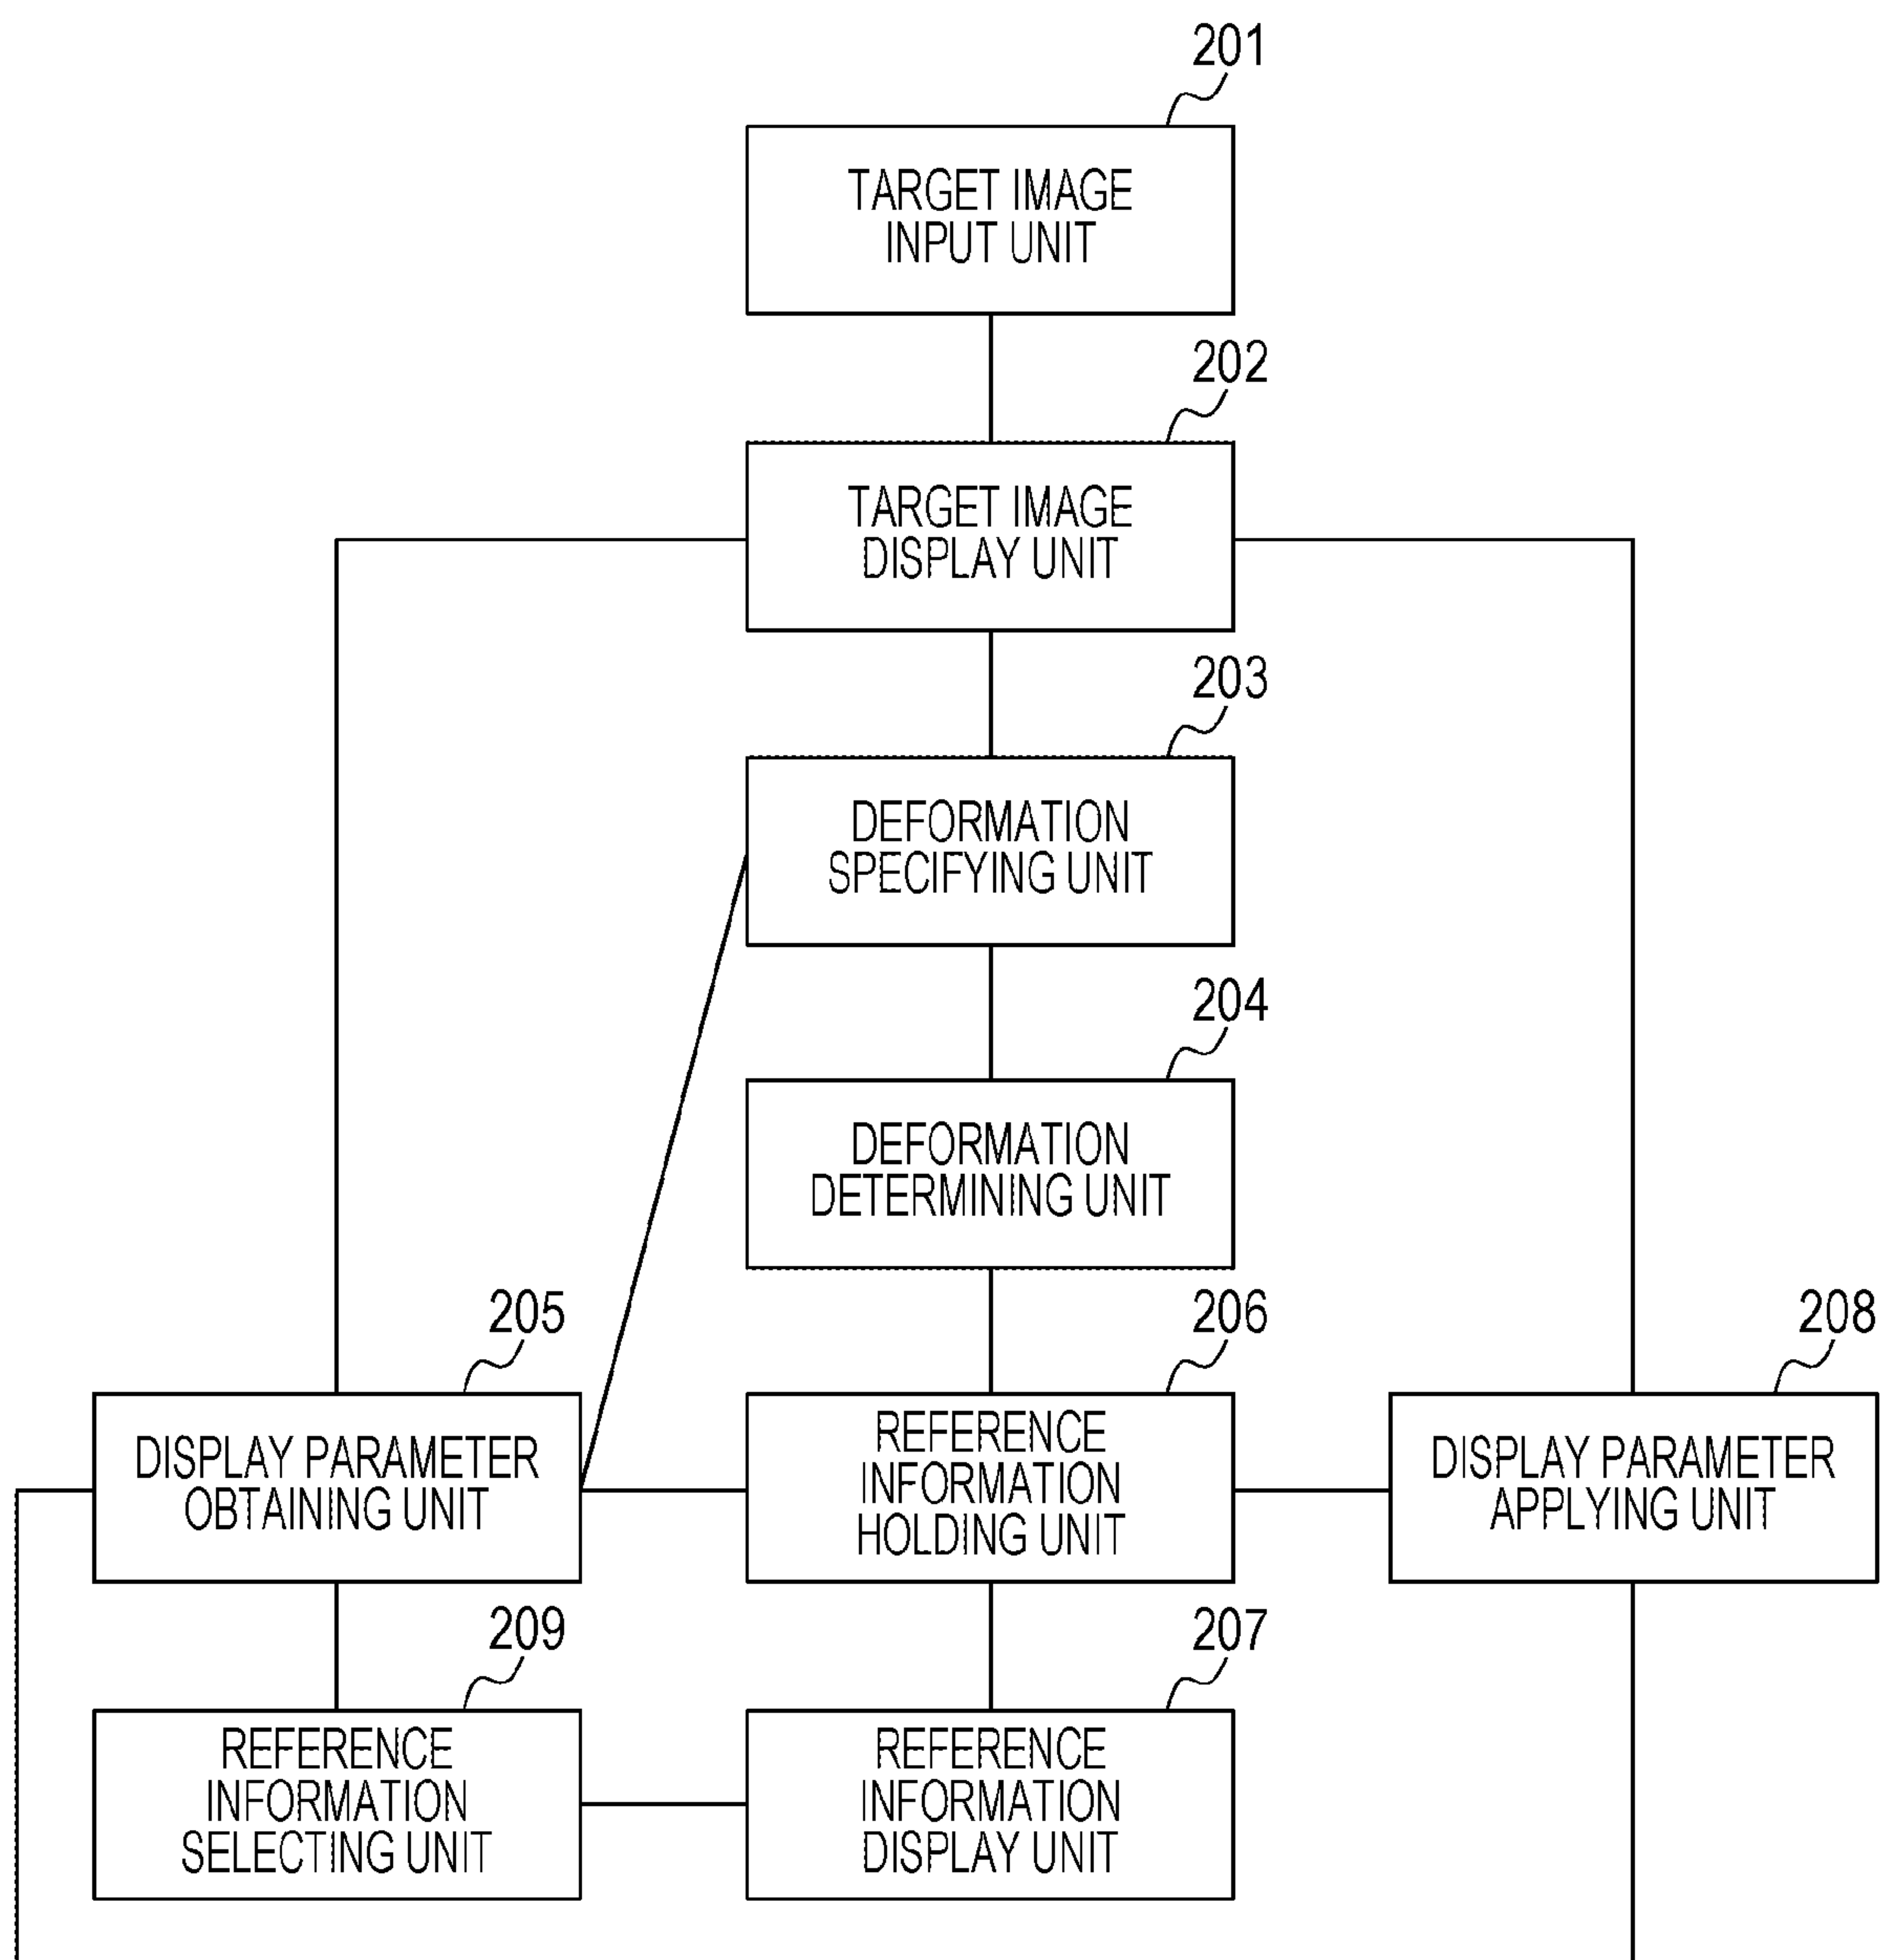 201
TARGET IMAGE
INPUT UNIT
202
TARGET IMAGE
DISPLAY UNIT
203
DEFORMATION
SPECIFYING UNIT
204
DEFORMATION
DETERMINING UNIT
205
DISPLAY PARAMETER
OBTAINING UNIT
206
REFERENCE
INFORMATION
HOLDING UNIT
208
DISPLAY PARAMETER
APPLYING UNIT
209
REFERENCE
INFORMATION
SELECTING UNIT
207
REFERENCE
INFORMATION
DISPLAY UNIT